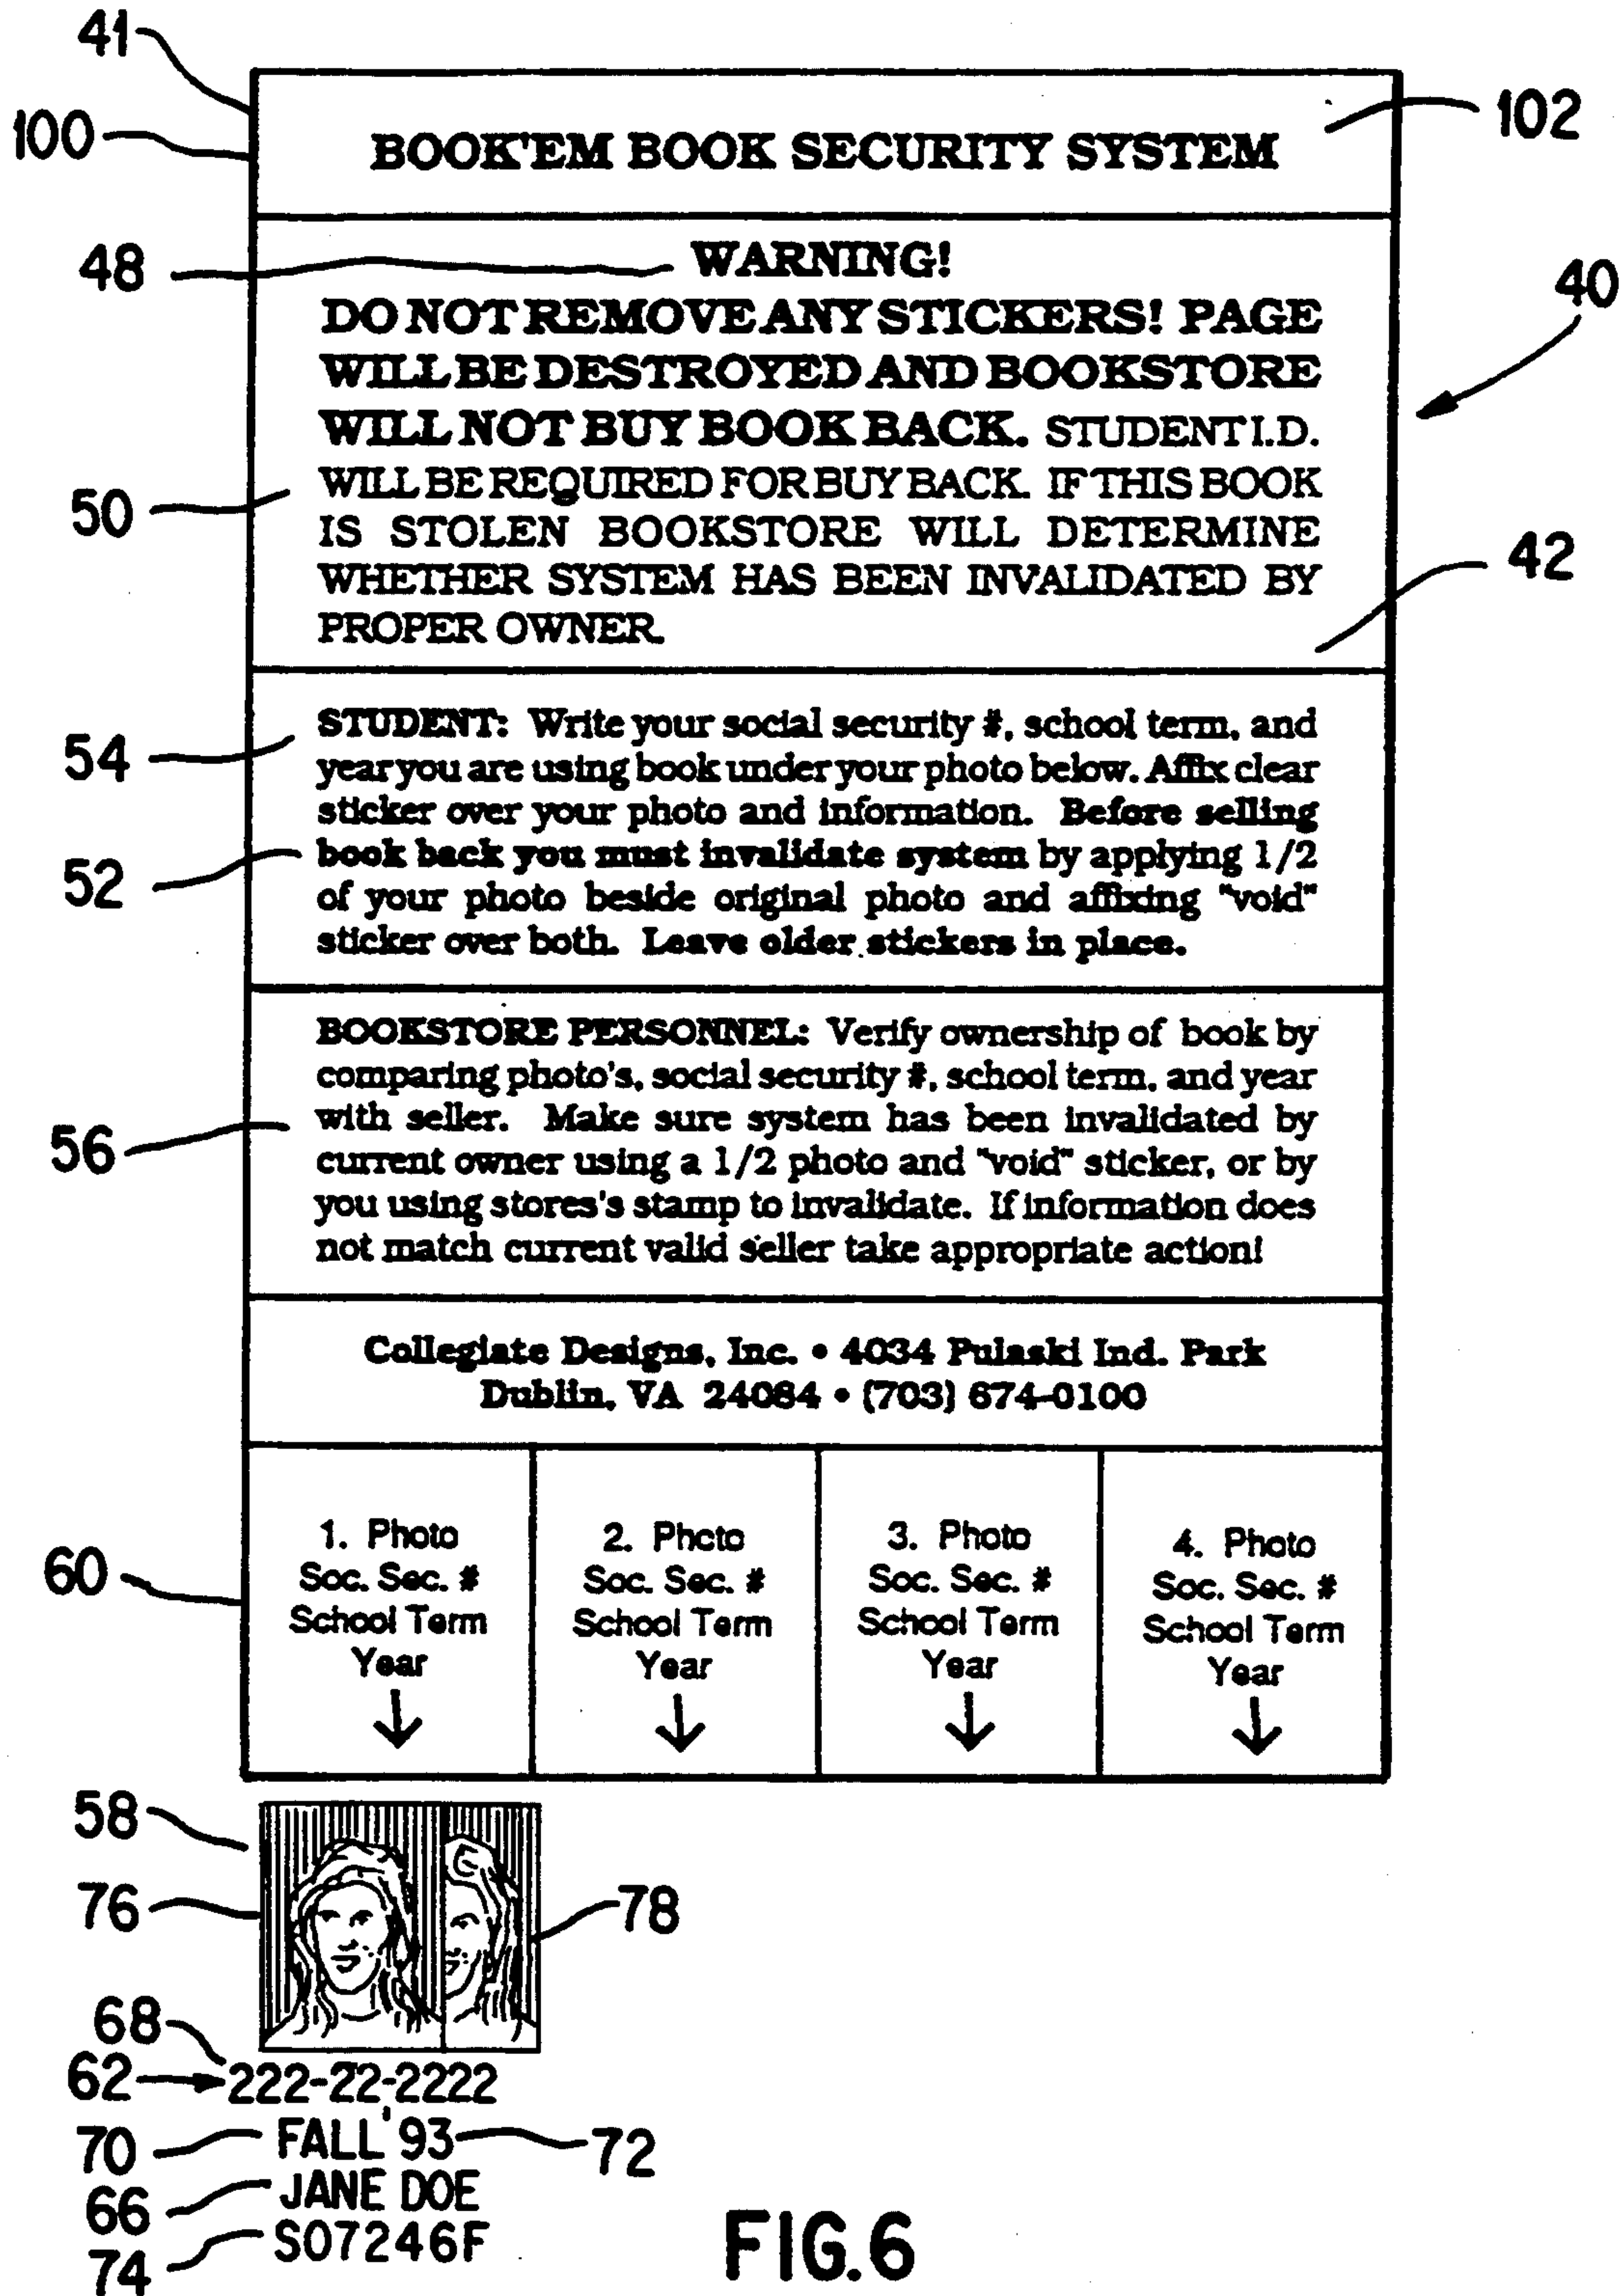 41
100
BOOK'EM BOOK SECURITY SYSTEM
102
48
WARNING!
40
DO NOT REMOVE ANY STICKERS! PAGE
WILL BE DESTROYED AND BOOKSTORE
WILL NOT BUY BOOK BACK. STUDENT I.D.
50
WILL BE REQUIRED FOR BUY BACK. IF THIS BOOK
IS STOLEN BOOKSTORE WILL DETERMINE
42
WHETHER SYSTEM HAS BEEN INVALIDATED BY
PROPER OWNER.
54
STUDENT: Write your social security #, school term, and
year you are using book under your photo below. Affix clear
sticker over your photo and information. Before selling
52
book back you must invalidate system by applying 1/2
of your photo beside original photo and affixing "void"
sticker over both. Leave older stickers in place.
BOOKSTORE PERSONNEL: Verify ownership of book by
comparing photo's, social security #, school term, and year
56
with seller. Make sure system has been invalidated by
current owner using a 1/2 photo and "void" sticker, or by
you using stores's stamp to invalidate. If information does
not match current valid seller take appropriate action!
Collegiate Designs, Inc. • 4034 Pulaski Ind. Park
Dublin, VA 24084 • (703) 674-0100
60
1. Photo
Soc. Sec. #
School Term
Year
2. Photo
Soc. Sec. #
School Term
Year
3. Photo
Soc. Sec. #
School Term
Year
4. Photo
Soc. Sec. #
School Term
Year
58
76
78
68
62
222-22-2222
70
FALL '93
72
66
JANE DOE
74
S07246F
FIG.6